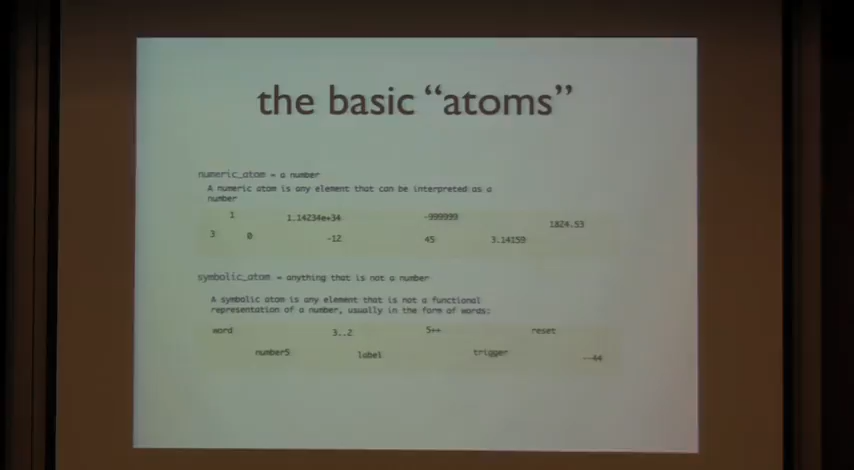 the basic “atoms”
numeric_atom = a number
A numeric atom is any element that can be interpreted as a
number
1 1.14234e+34 -999999 1824.53
3 0 -12 45 3.14159
symbolic_atom = anything that is not a number
A symbolic atom is any element that is not a functional
representation of a number, usually in the form of words:
word 3..2 5++ reset
number5 label trigger --44